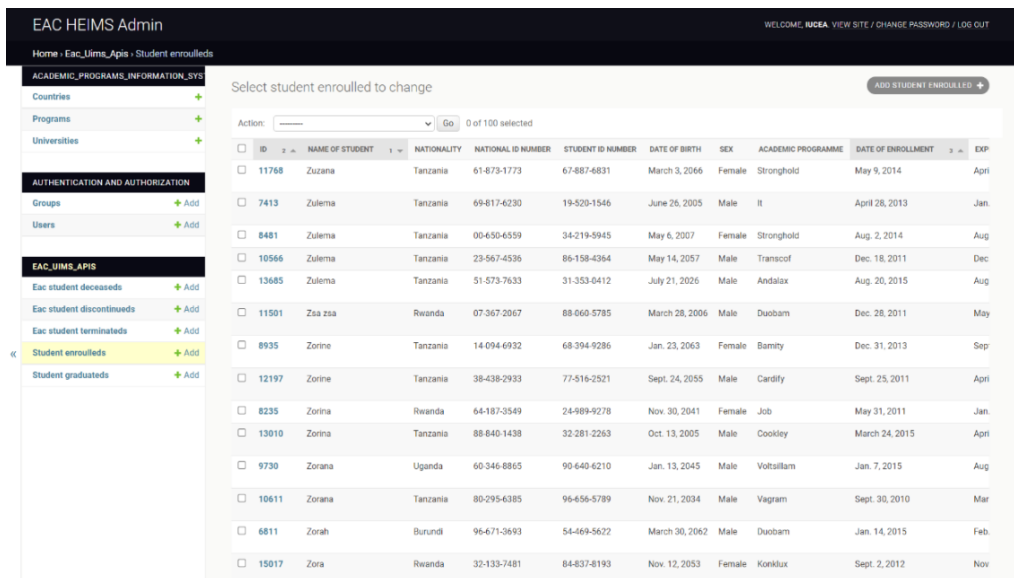 EAC HEIMS Admin
WELCOME, IUCEA. VIEW SITE / CHANGE PASSWORD / LOG OUT
Home › Eac_Uims_Apis › Student enroulleds
ACADEMIC_PROGRAMS_INFORMATION_SYS
Countries
Programs
Universities
AUTHENTICATION AND AUTHORIZATION
Groups + Add
Users + Add
EAC_UIMS_APIS
Eac student deceaseds + Add
Eac student discontinueds + Add
Eac student terminateds + Add
« Student enroulleds + Add
Student graduateds + Add
Select student enroulled to change
ADD STUDENT ENROULLED +
Action: --------- Go 0 of 100 selected
ID 2 NAME OF STUDENT 1 NATIONALITY NATIONAL ID NUMBER STUDENT ID NUMBER DATE OF BIRTH SEX ACADEMIC PROGRAMME DATE OF ENROLLMENT 3 EXP
11768 Zuzana Tanzania 61-873-1773 67-887-6831 March 3, 2066 Female Stronghold May 9, 2014 Apri
7413 Zulema Tanzania 69-817-6230 19-520-1546 June 26, 2005 Male It April 28, 2013 Jan.
8481 Zulema Tanzania 00-650-6559 34-219-5945 May 6, 2007 Female Stronghold Aug. 2, 2014 Aug
10566 Zulema Tanzania 23-567-4536 86-158-4364 May 14, 2057 Male Transcof Dec. 18, 2011 Dec
13685 Zulema Tanzania 51-573-7633 31-353-0412 July 21, 2026 Male Andalax Aug. 20, 2015 Aug
11501 Zsa zsa Rwanda 07-367-2067 88-060-5785 March 28, 2006 Male Duobam Dec. 28, 2011 May
8935 Zorine Tanzania 14-094-6932 68-394-9286 Jan. 23, 2063 Female Bamity Dec. 31, 2013 Sep
12197 Zorine Tanzania 38-438-2933 77-516-2521 Sept. 24, 2055 Male Cardify Sept. 25, 2011 Apri
8235 Zorina Rwanda 64-187-3549 24-989-9278 Nov. 30, 2041 Female Job May 31, 2011 Jan.
13010 Zorina Tanzania 88-840-1438 32-281-2263 Oct. 13, 2005 Male Cookley March 24, 2015 Apri
9730 Zorana Uganda 60-346-8865 90-640-6210 Jan. 13, 2045 Male Voltsillam Jan. 7, 2015 Aug
10611 Zorana Tanzania 80-295-6385 96-656-5789 Nov. 21, 2034 Male Vagram Sept. 30, 2010 Mar
6811 Zorah Burundi 96-671-3693 54-469-5622 March 30, 2062 Male Duobam Jan. 14, 2015 Feb.
15017 Zora Rwanda 32-133-7481 84-837-8193 Nov. 12, 2053 Female Konklux Sept. 2, 2012 Nov